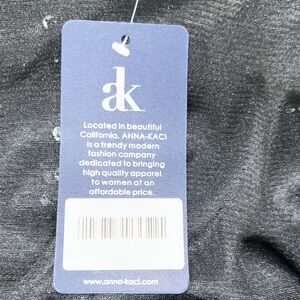 ak
Located in beautiful
California, ANNA-KACI
is a trendy modern
fashion company
dedicated to bringing
high quality apparel
to women at an
affordable price.
www.anna-kaci.com